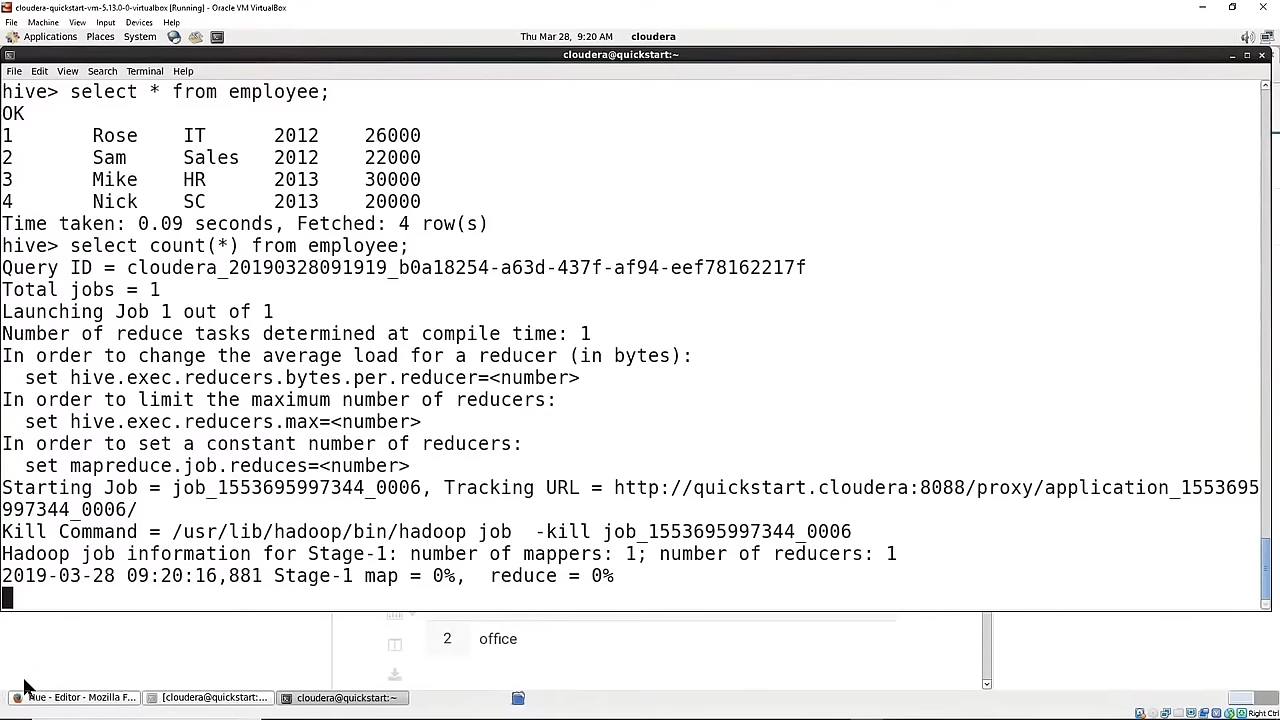 cloudera-quickstart-vm-5.13.0-0-virtualbox [Running] - Oracle VM VirtualBox
File Machine View Input Devices Help
Applications Places System Thu Mar 28, 9:20 AM cloudera
cloudera@quickstart:~
File Edit View Search Terminal Help
hive> select * from employee;
OK
1 Rose IT 2012 26000
2 Sam Sales 2012 22000
3 Mike HR 2013 30000
4 Nick SC 2013 20000
Time taken: 0.09 seconds, Fetched: 4 row(s)
hive> select count(*) from employee;
Query ID = cloudera_20190328091919_b0a18254-a63d-437f-af94-eef78162217f
Total jobs = 1
Launching Job 1 out of 1
Number of reduce tasks determined at compile time: 1
In order to change the average load for a reducer (in bytes):
set hive.exec.reducers.bytes.per.reducer=<number>
In order to limit the maximum number of reducers:
set hive.exec.reducers.max=<number>
In order to set a constant number of reducers:
set mapreduce.job.reduces=<number>
Starting Job = job_1553695997344_0006, Tracking URL = http://quickstart.cloudera:8088/proxy/application_1553695
997344_0006/
Kill Command = /usr/lib/hadoop/bin/hadoop job -kill job_1553695997344_0006
Hadoop job information for Stage-1: number of mappers: 1; number of reducers: 1
2019-03-28 09:20:16,881 Stage-1 map = 0%, reduce = 0%
2 office
Hue - Editor - Mozilla F... [cloudera@quickstart:... cloudera@quickstart:~
Right Ctrl